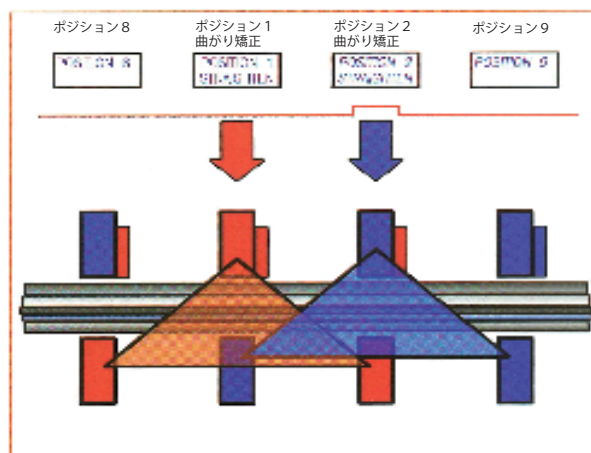 ポジション8
ポジション1
曲がり矯正
ポジション2
曲がり矯正
ポジション9
POSITION 8
POSITION 1
POSITION 2
POSITION 9